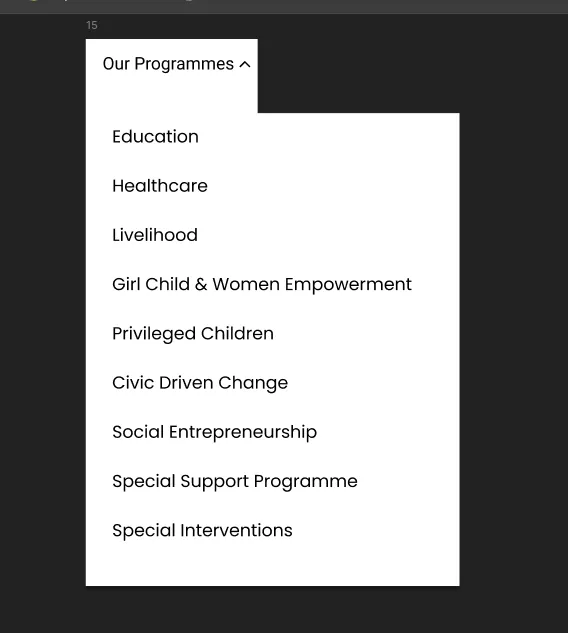 15
Our Programmes
Education
Healthcare
Livelihood
Girl Child & Women Empowerment
Privileged Children
Civic Driven Change
Social Entrepreneurship
Special Support Programme
Special Interventions